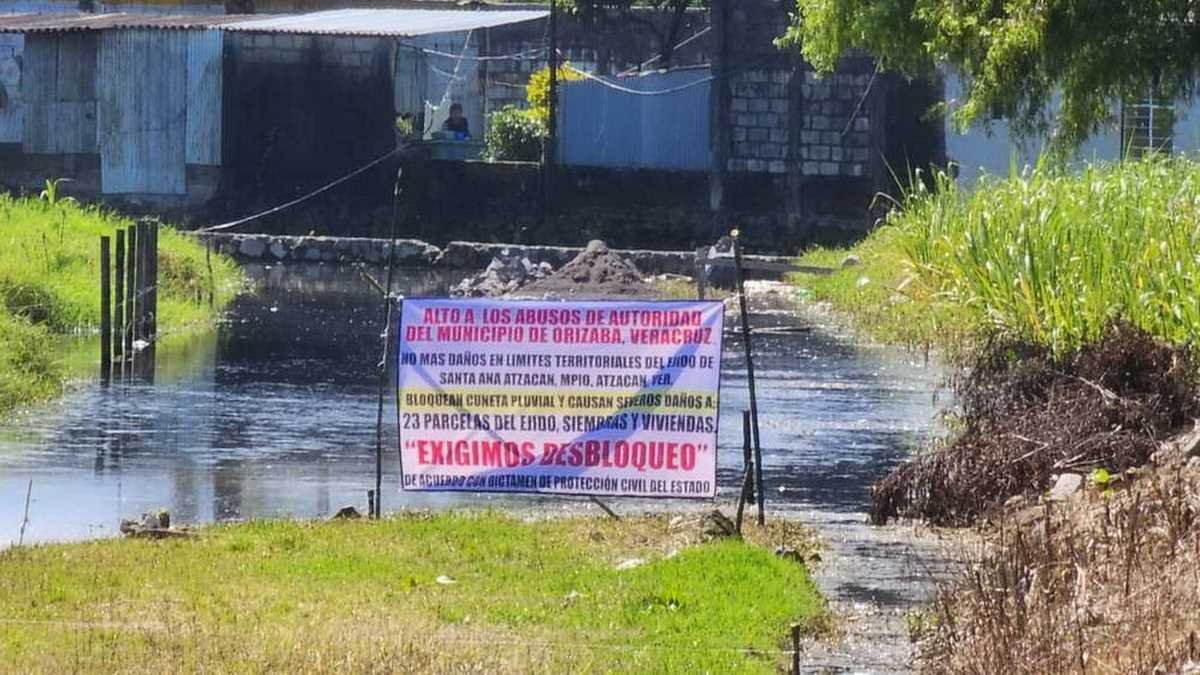 ALTO A LOS ABUSOS DE AUTORIDAD
DEL MUNICIPIO DE ORIZABA, VERACRUZ.
NO MAS DAÑOS EN LIMITES TERRITORIALES DEL EJIDO DE
SANTA ANA ATZACAN, MPIO, ATZACAN, VER.
BLOQUEAN CUNETA PLUVIAL Y CAUSAN SEVEROS DAÑOS A:
23 PARCELAS DEL EJIDO, SIEMBRAS Y VIVIENDAS.
"EXIGIMOS DESBLOQUEO"
DE ACUERDO CON DICTAMEN DE PROTECCIÓN CIVIL DEL ESTADO